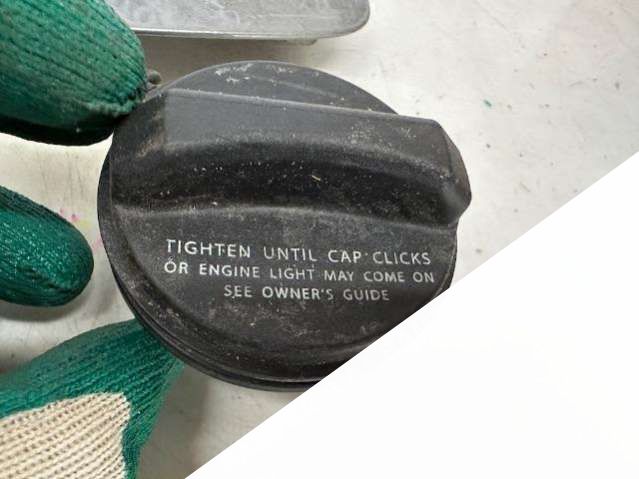 TIGHTEN UNTIL CAP CLICKS
OR ENGINE LIGHT MAY COME ON
SEE OWNER'S GUIDE